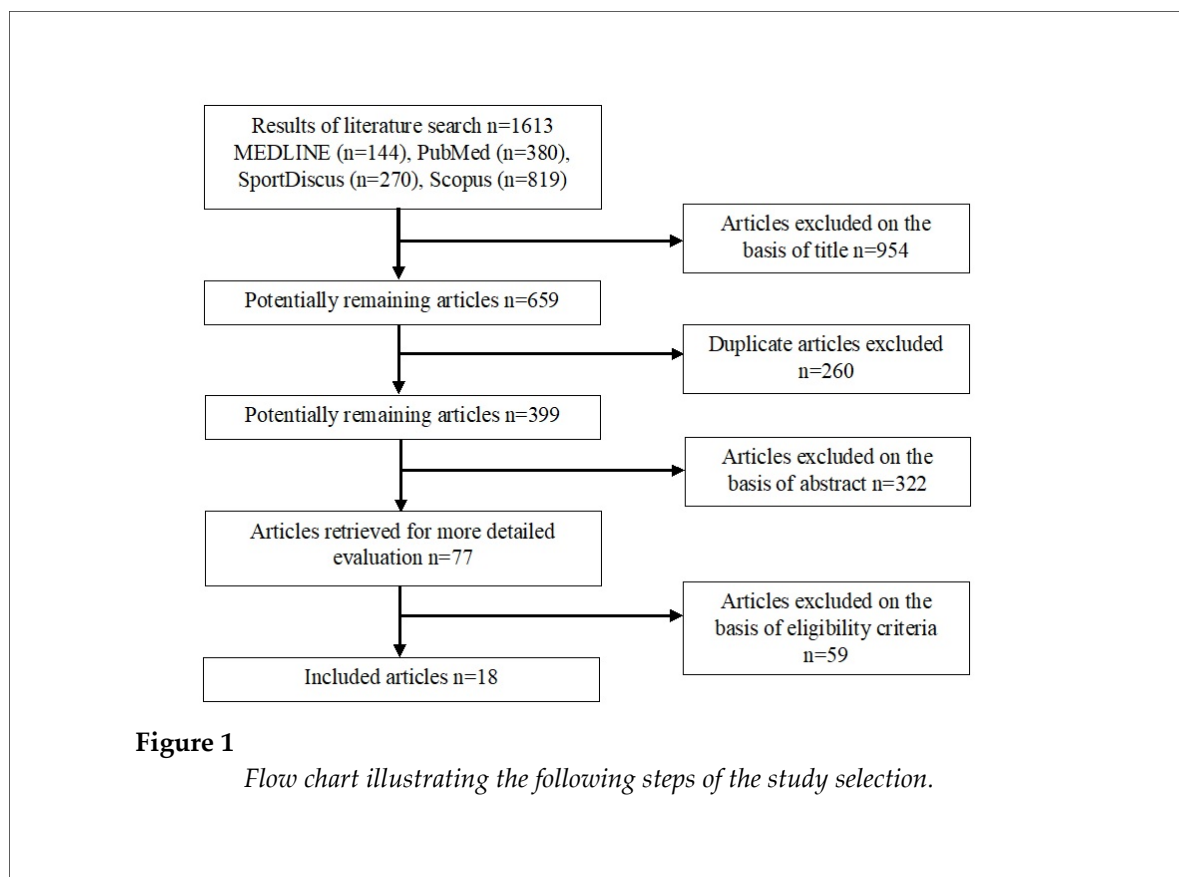 Results of literature search n=1613
MEDLINE (n=144), PubMed (n=380),
SportDiscus (n=270), Scopus (n=819)
Articles excluded on the
basis of title n=954
Potentially remaining articles n=659
Duplicate articles excluded
n=260
Potentially remaining articles n=399
Articles excluded on the
basis of abstract n=322
Articles retrieved for more detailed
evaluation n=77
Articles excluded on the
basis of eligibility criteria
n=59
Included articles n=18
Figure 1
Flow chart illustrating the following steps of the study selection.